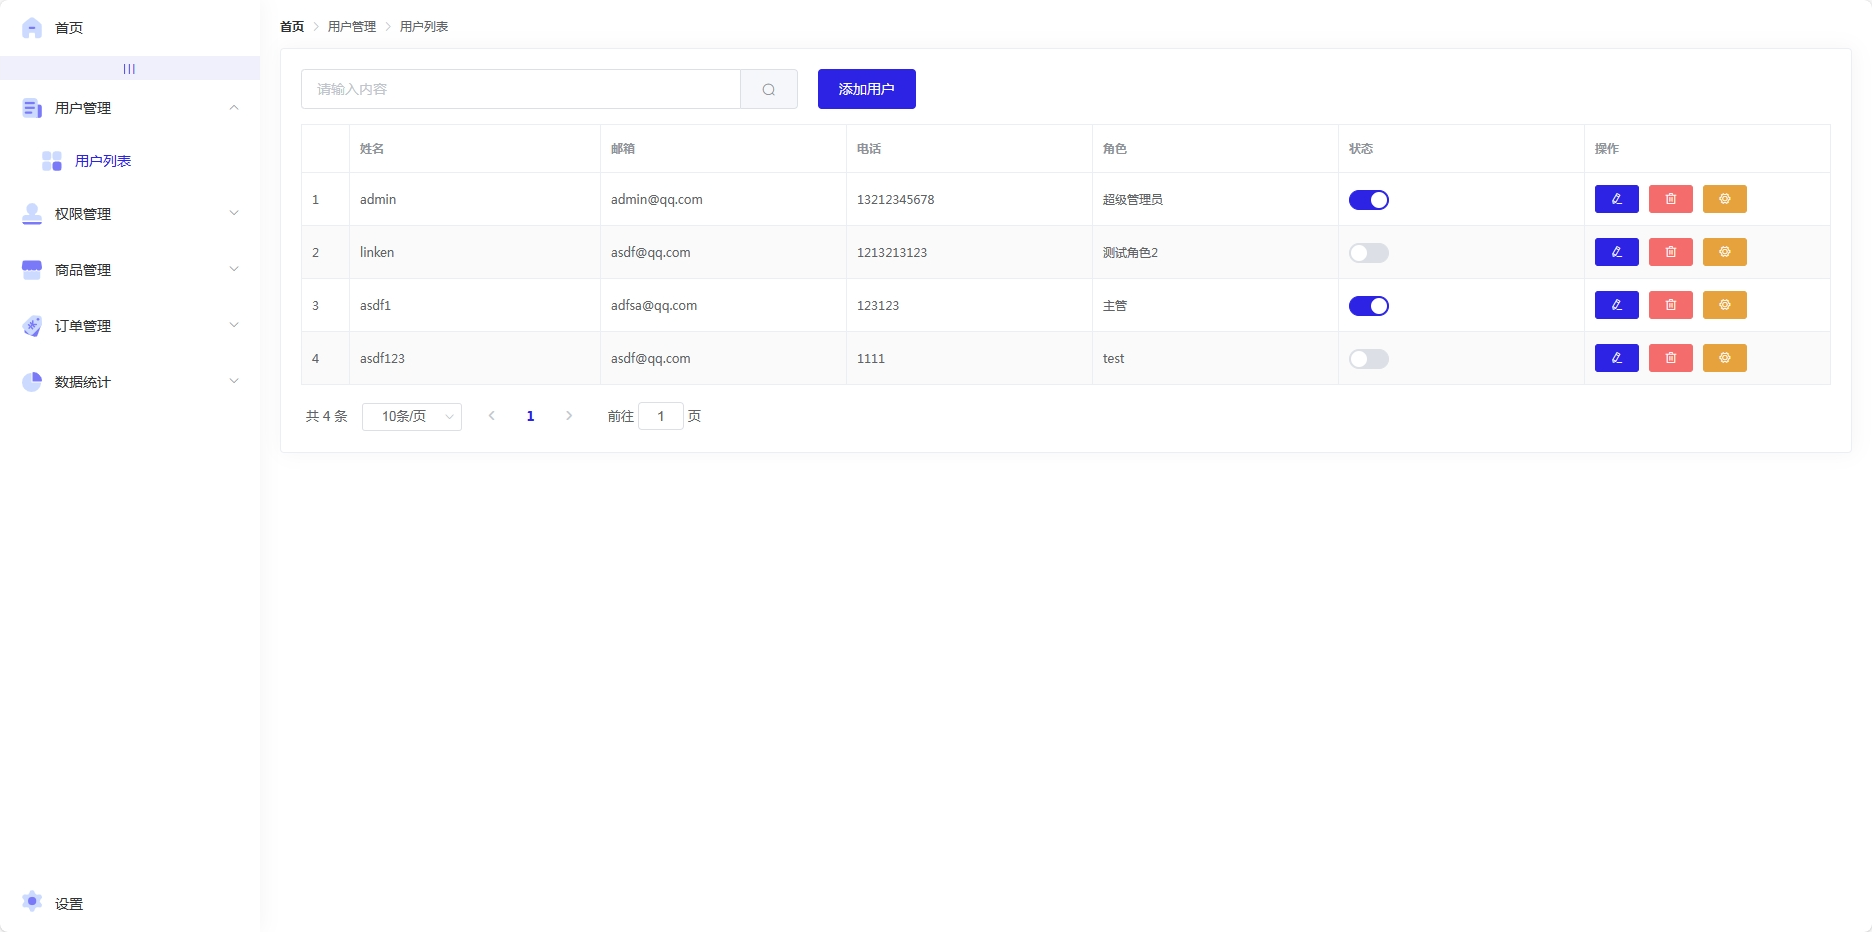 首页
用户管理
用户列表
权限管理
商品管理
订单管理
数据统计
设置
首页 用户管理 用户列表
请输入内容 添加用户
姓名 邮箱 电话 角色 状态 操作
1 admin admin@qq.com 13212345678 超级管理员
2 linken asdf@qq.com 1213213123 测试角色2
3 asdf1 adfsa@qq.com 123123 主管
4 asdf123 asdf@qq.com 1111 test
共 4 条 10条/页 1 前往 1 页